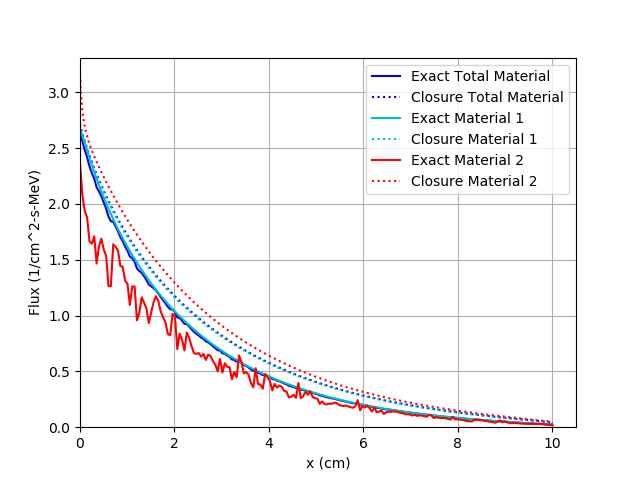 Exact Total Material
Closure Total Material
Exact Material 1
Closure Material 1
Exact Material 2
Closure Material 2
Flux (1/cm^2-s-MeV)
3.0
2.5
2.0
1.5
1.0
0.5
0.0
0 2 4 6 8 10
x (cm)